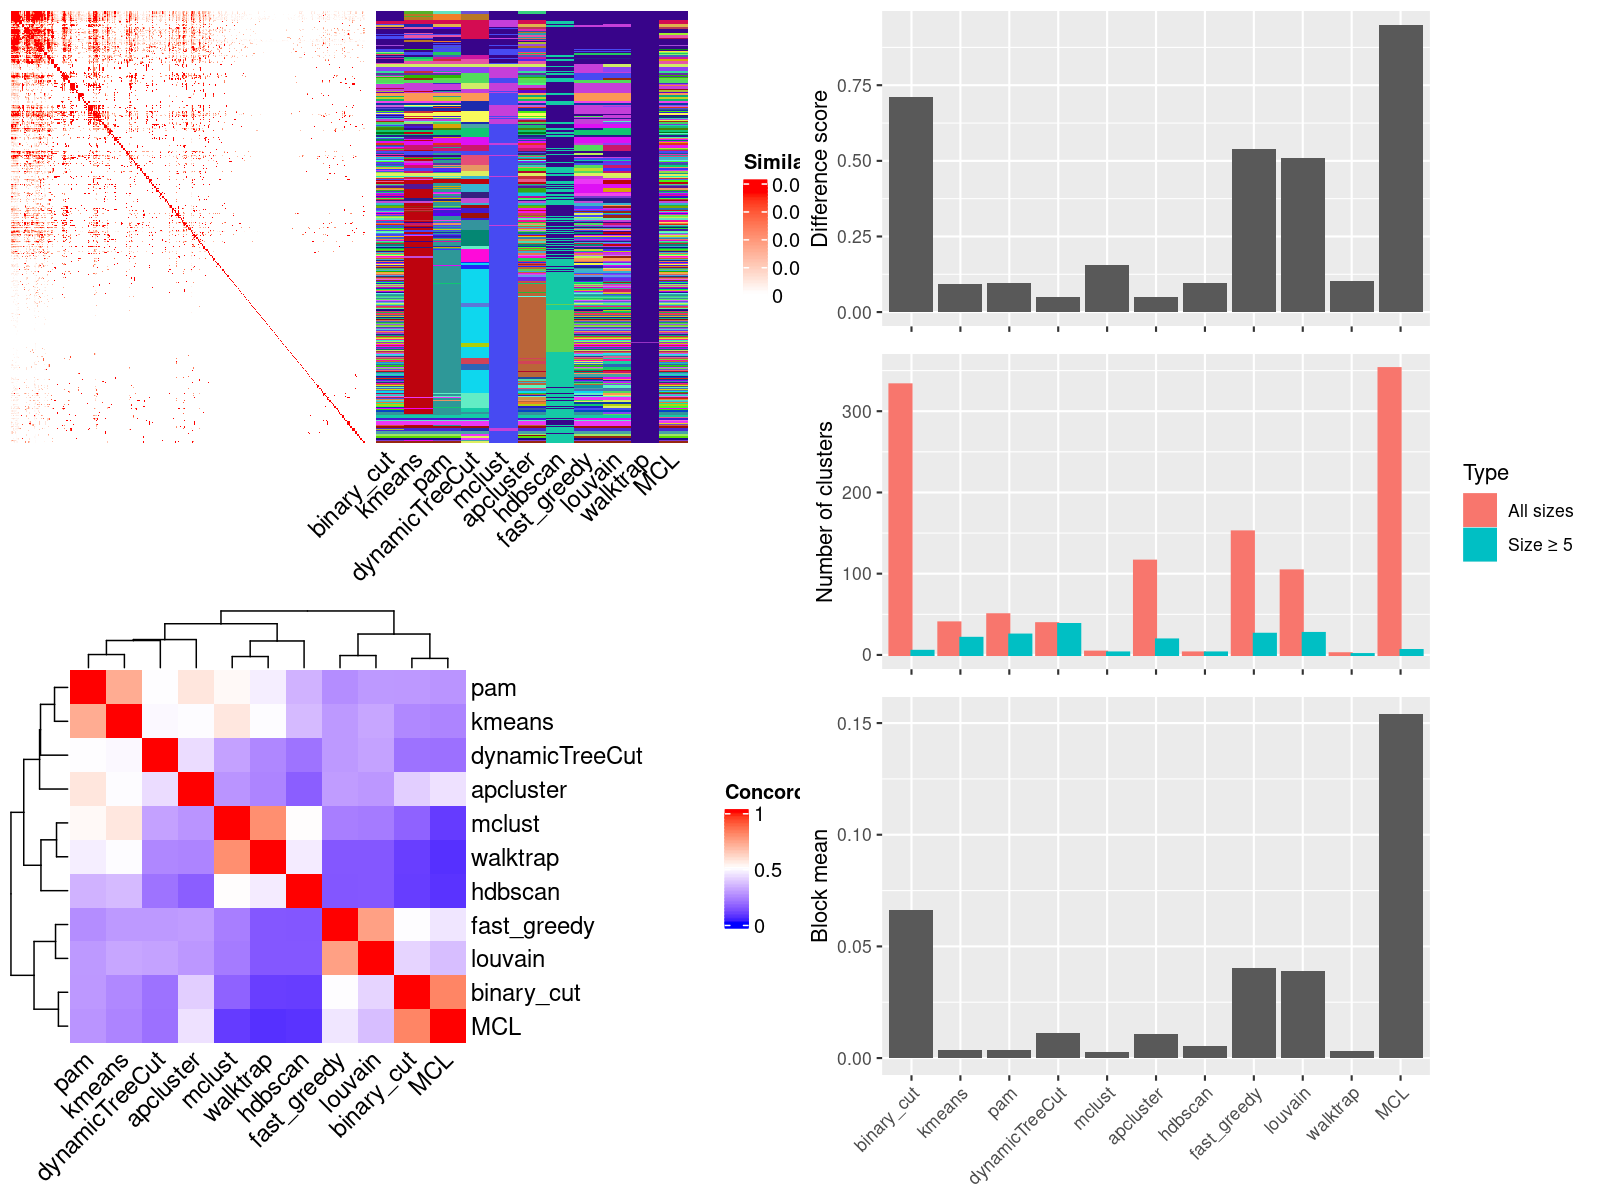 Simila
0.0
0.0
0.0
0.0
0
binary_cut
kmeans
pam
dynamicTreeCut
mclust
apcluster
hdbscan
fast_greedy
louvain
walktrap
MCL
pam
kmeans
dynamicTreeCut
apcluster
mclust
walktrap
hdbscan
fast_greedy
louvain
binary_cut
MCL
pam
kmeans
dynamicTreeCut
apcluster
mclust
walktrap
hdbscan
fast_greedy
louvain
binary_cut
MCL
Concord
1
0.5
0
Difference score
0.75
0.50
0.25
0.00
Number of clusters
300
200
100
0
Type
All sizes
Size ≥ 5
Block mean
0.15
0.10
0.05
0.00
binary_cut
kmeans
pam
dynamicTreeCut
mclust
apcluster
hdbscan
fast_greedy
louvain
walktrap
MCL